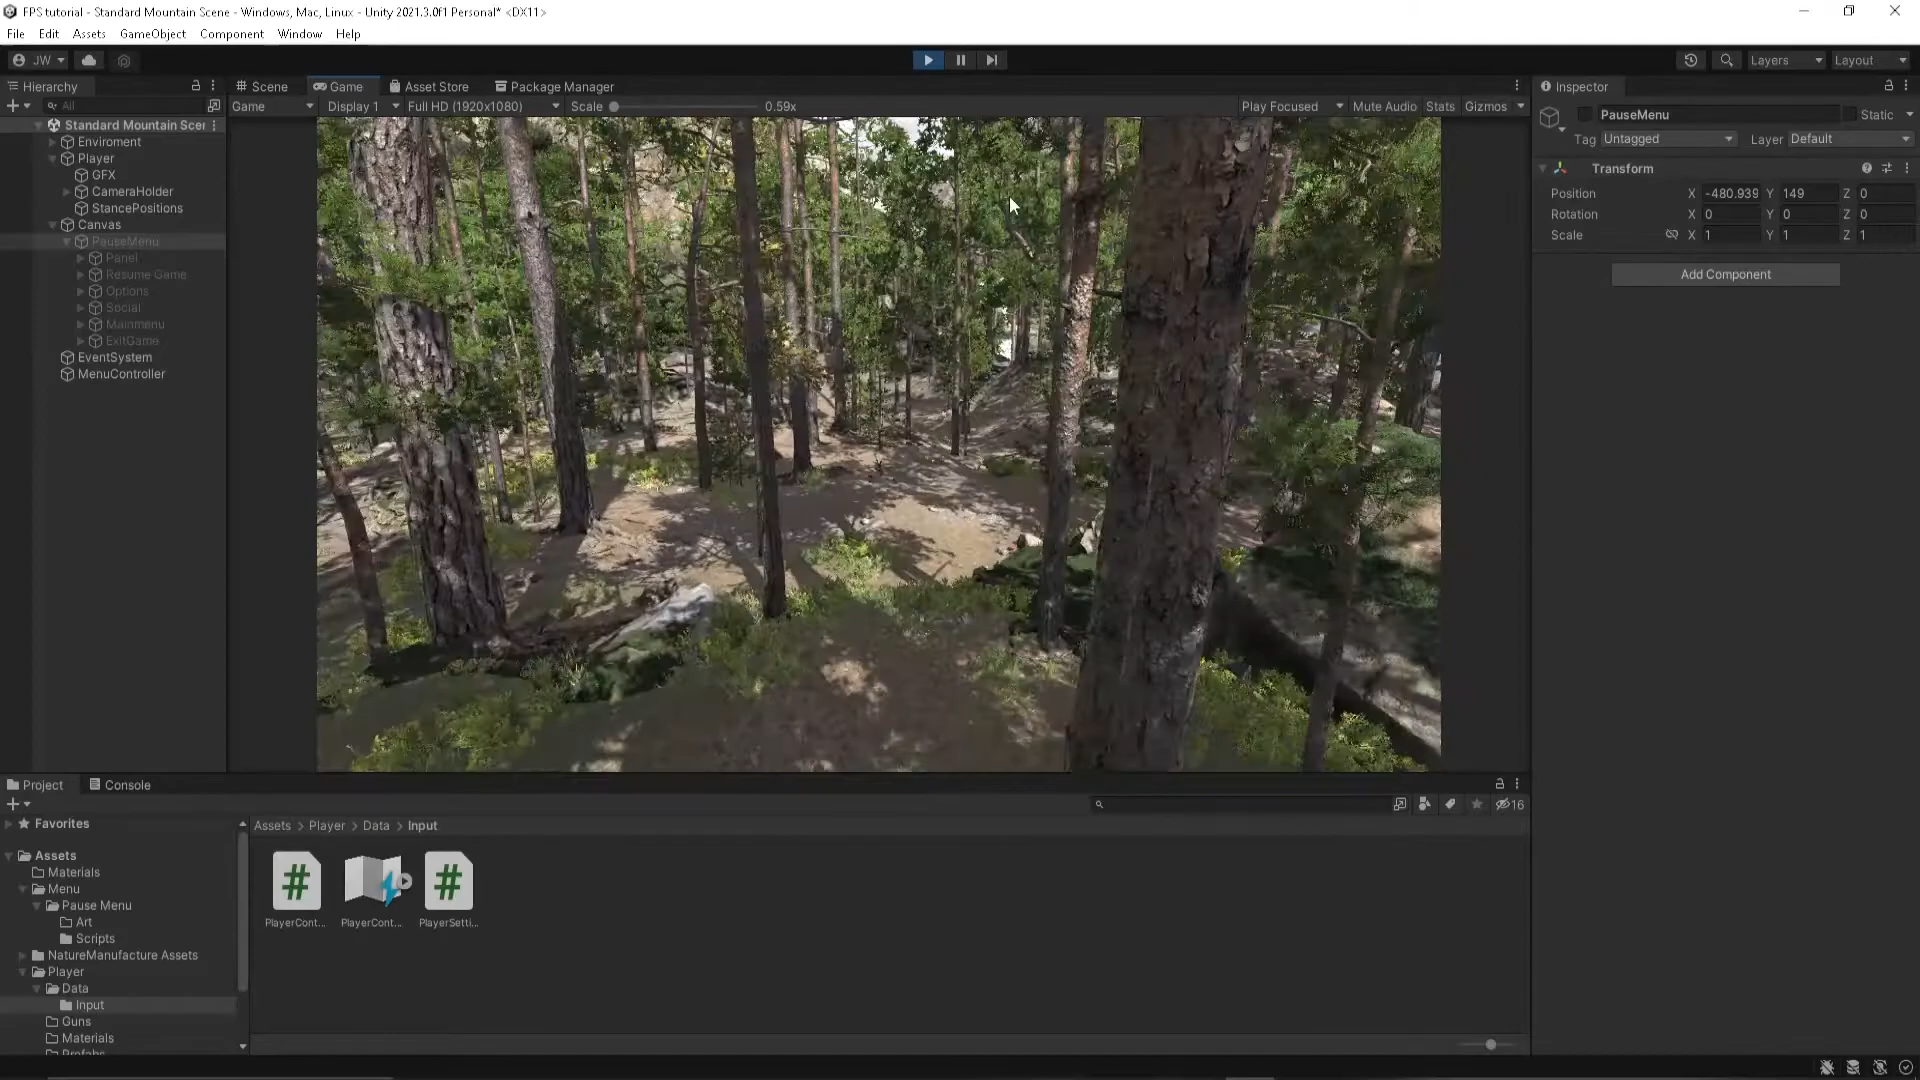 FPS tutorial - Standard Mountain Scene - Windows, Mac, Linux - Unity 2021.3.0f1 Personal* <DX11>
File Edit Assets GameObject Component Window Help
JW Layers Layout
Hierarchy Scene Game Asset Store Package Manager Inspector
All Game Display 1 Full HD (1920x1080) Scale 0.59x Play Focused Mute Audio Stats Gizmos
Standard Mountain Scer
Enviroment
Player
GFX
CameraHolder
StancePositions
Canvas
PauseMenu
Panel
Resume Game
Options
Social
Mainmenu
ExitGame
EventSystem
MenuController
PauseMenu Static
Tag Untagged Layer Default
Transform
Position X -480.939 Y 149 Z 0
Rotation X 0 Y 0 Z 0
Scale X 1 Y 1 Z 1
Add Component
Project Console
16
Favorites
Assets
Materials
Menu
Pause Menu
Art
Scripts
NatureManufacture Assets
Player
Data
Input
Guns
Materials
Prefabs
Assets > Player > Data > Input
PlayerCont... PlayerCont... PlayerSetti...